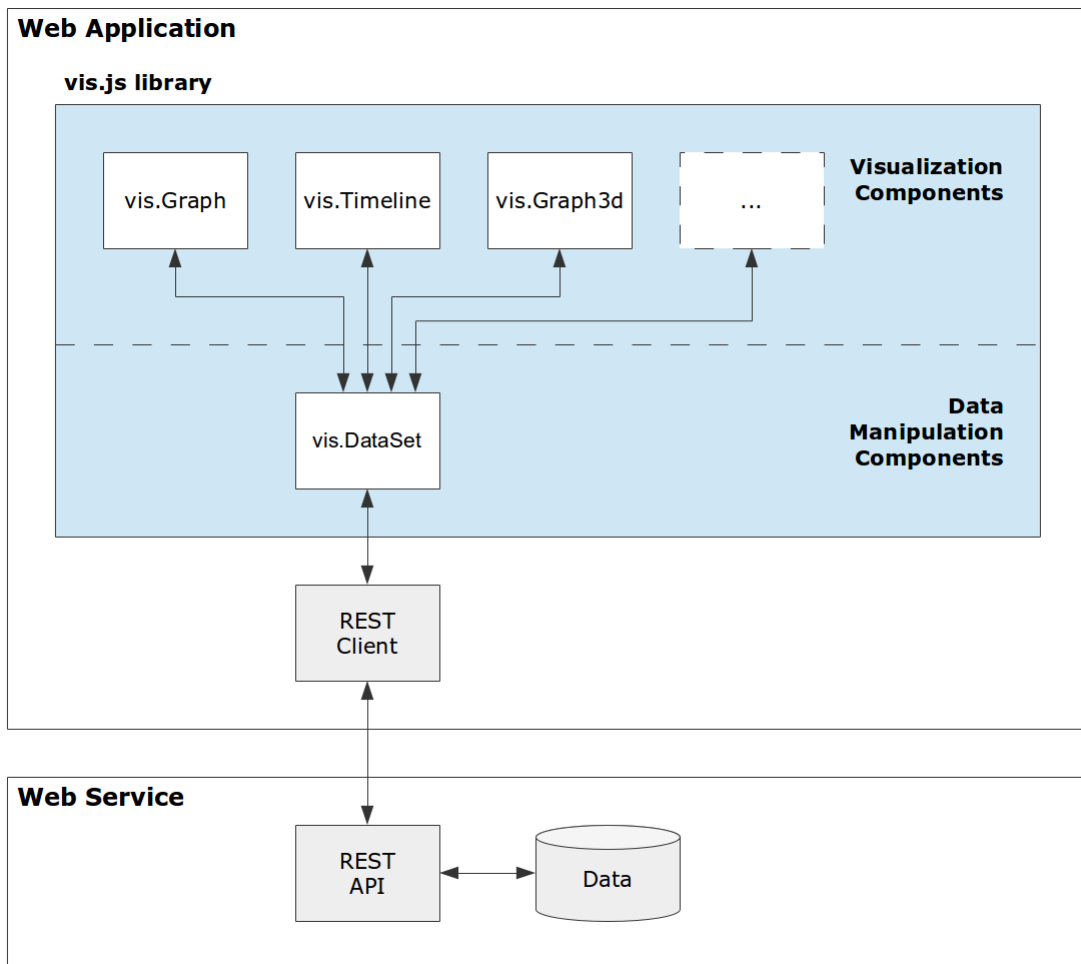 Web Application
vis.js library
vis.Graph
vis.Timeline
vis.Graph3d
...
Visualization
Components
vis.DataSet
Data
Manipulation
Components
REST
Client
Web Service
REST
API
Data